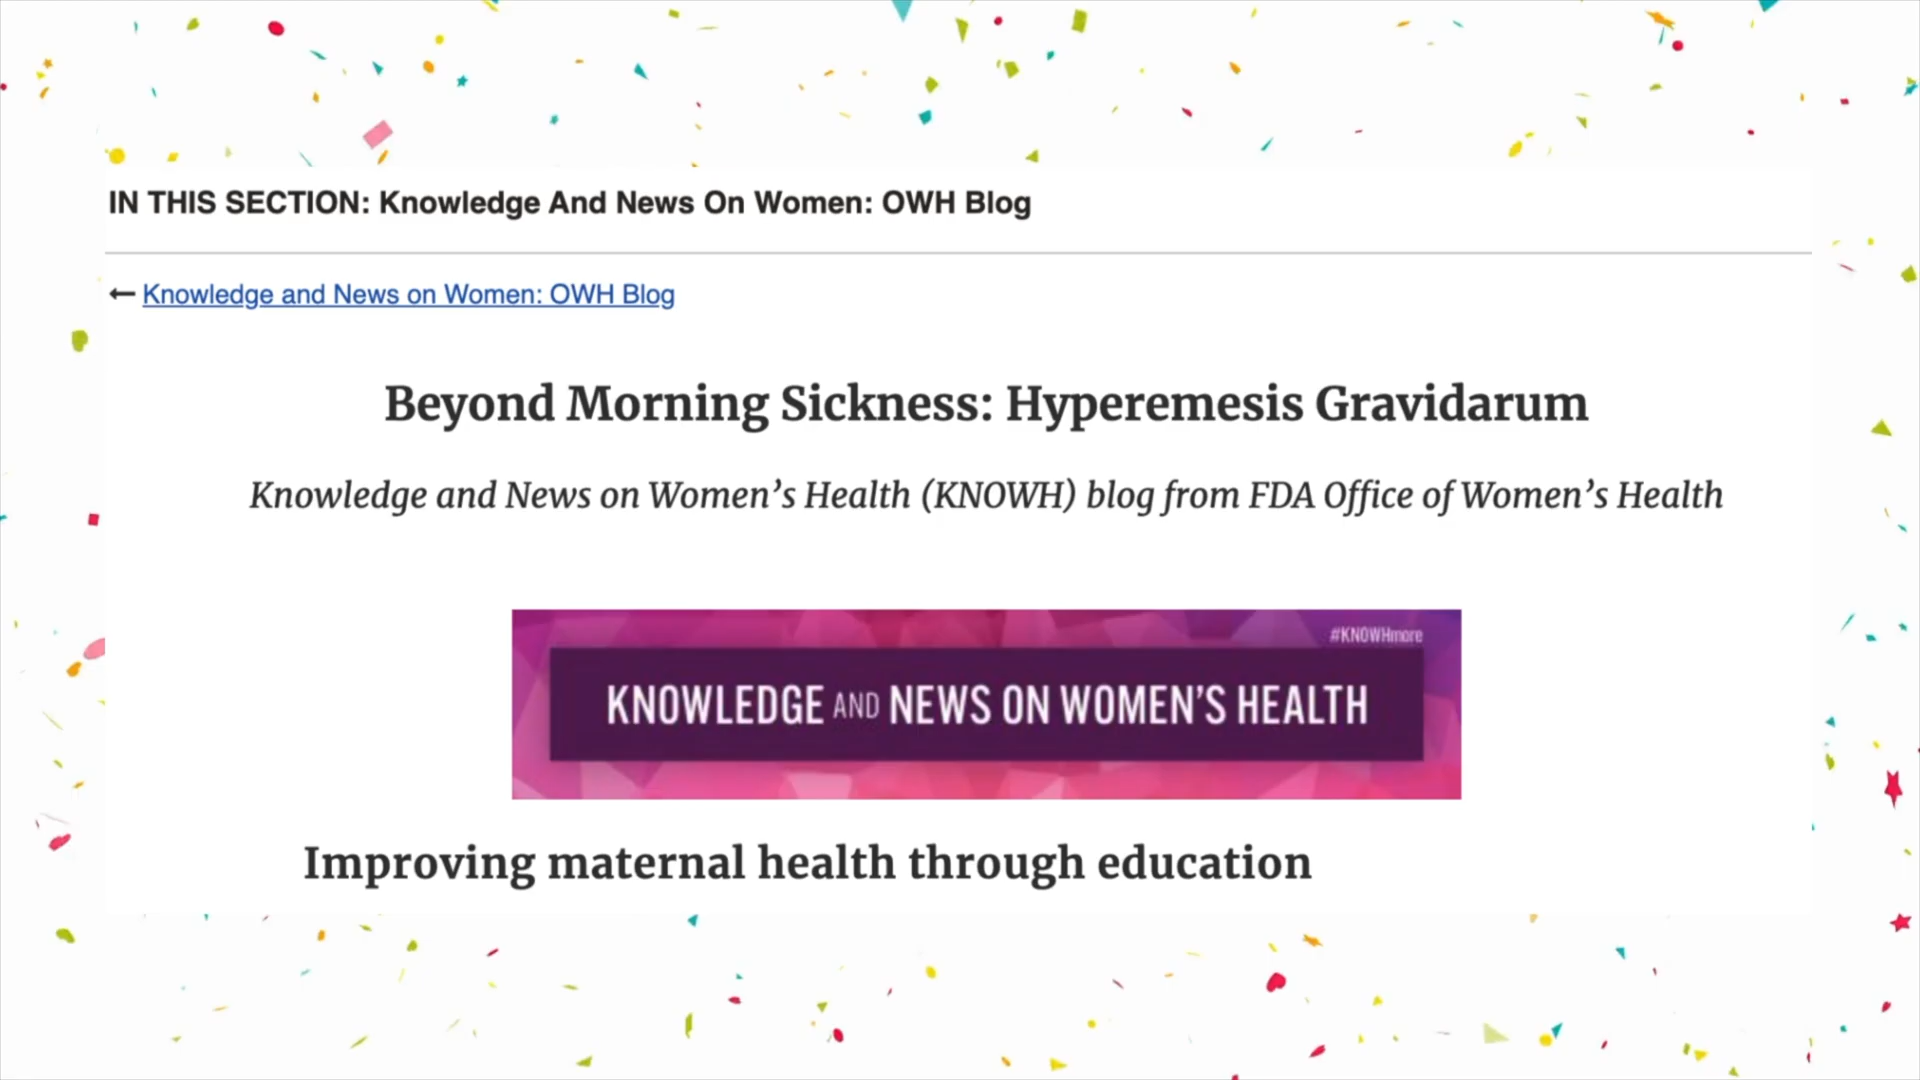 IN THIS SECTION: Knowledge And News On Women: OWH Blog
← Knowledge and News on Women: OWH Blog
Beyond Morning Sickness: Hyperemesis Gravidarum
Knowledge and News on Women’s Health (KNOWH) blog from FDA Office of Women’s Health
#KNOWHmore
KNOWLEDGE AND NEWS ON WOMEN’S HEALTH
Improving maternal health through education